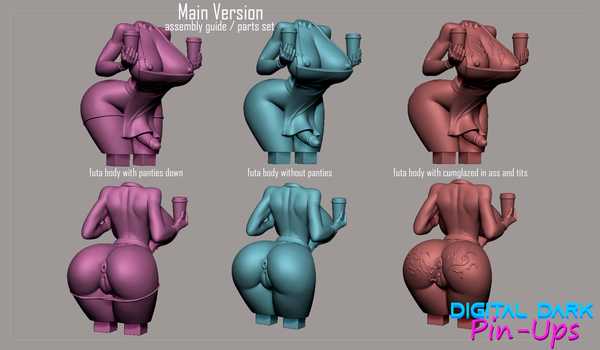 Main Version
assembly guide / parts set
futa body with panties down
futa body without panties
futa body with cumglazed in ass and tits
DIGITAL DARK
Pin-Ups